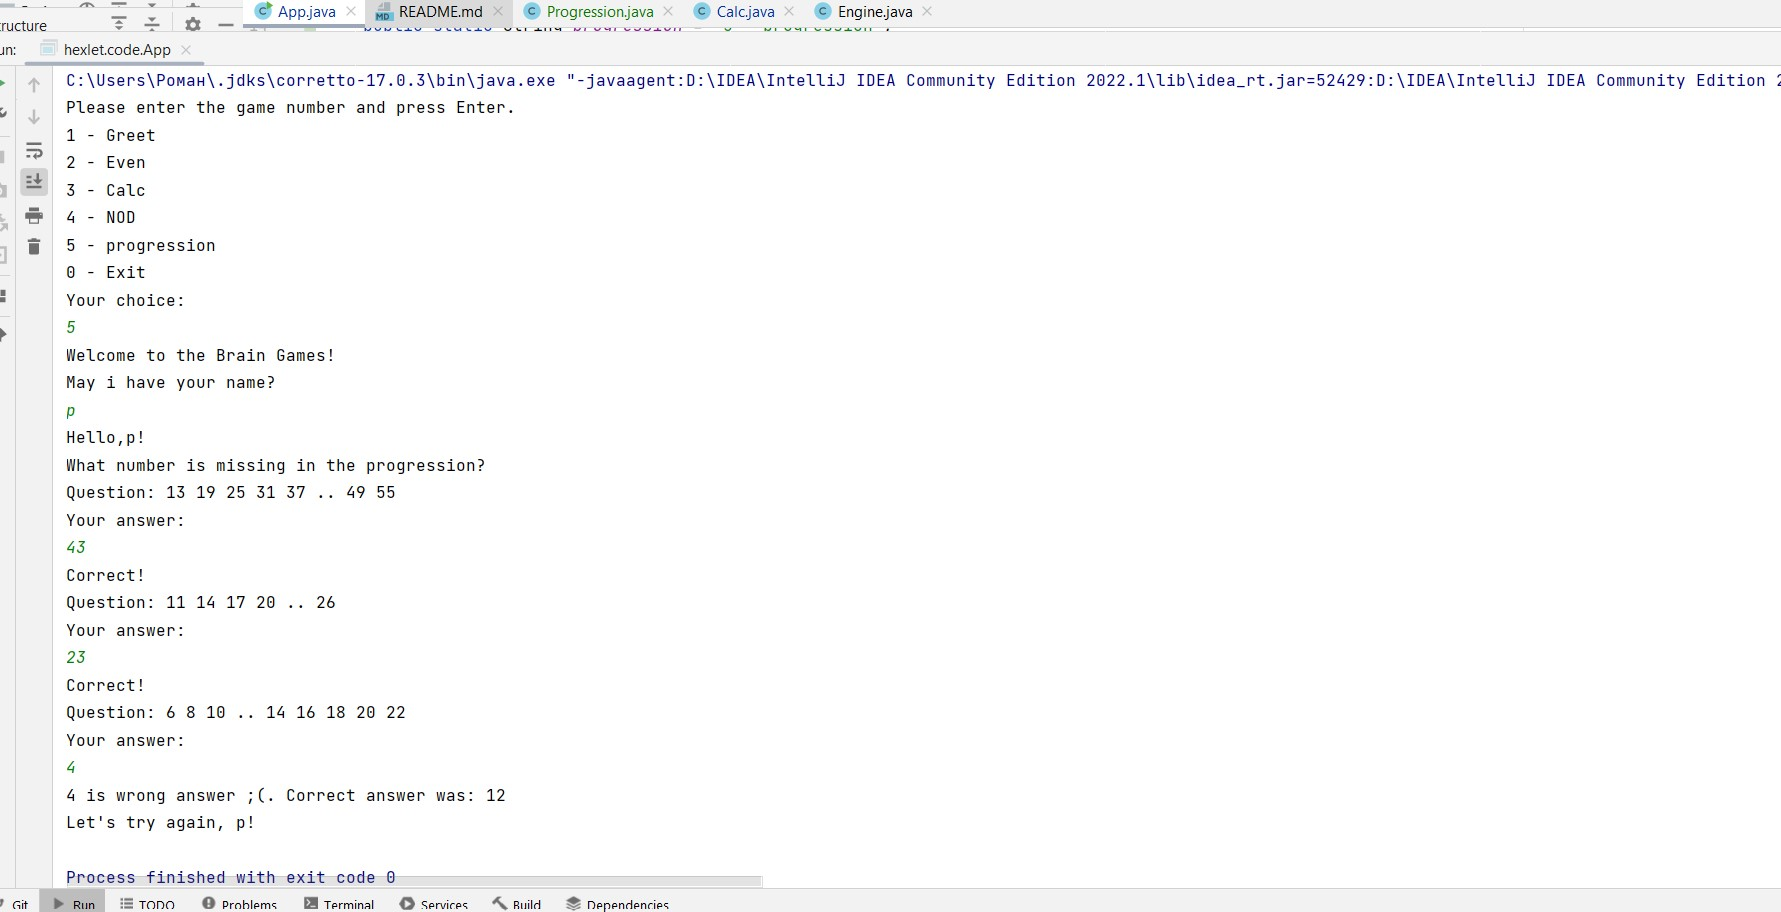 App.java README.md Progression.java Calc.java Engine.java
ructure
un: hexlet.code.App
C:\Users\Роман\.jdks\corretto-17.0.3\bin\java.exe "-javaagent:D:\IDEA\IntelliJ IDEA Community Edition 2022.1\lib\idea_rt.jar=52429:D:\IDEA\IntelliJ IDEA Community Edition 2
Please enter the game number and press Enter.
1 - Greet
2 - Even
3 - Calc
4 - NOD
5 - progression
0 - Exit
Your choice:
5
Welcome to the Brain Games!
May i have your name?
p
Hello,p!
What number is missing in the progression?
Question: 13 19 25 31 37 .. 49 55
Your answer:
43
Correct!
Question: 11 14 17 20 .. 26
Your answer:
23
Correct!
Question: 6 8 10 .. 14 16 18 20 22
Your answer:
4
4 is wrong answer ;(. Correct answer was: 12
Let's try again, p!
Process finished with exit code 0
Git Run TODO Problems Terminal Services Build Dependencies